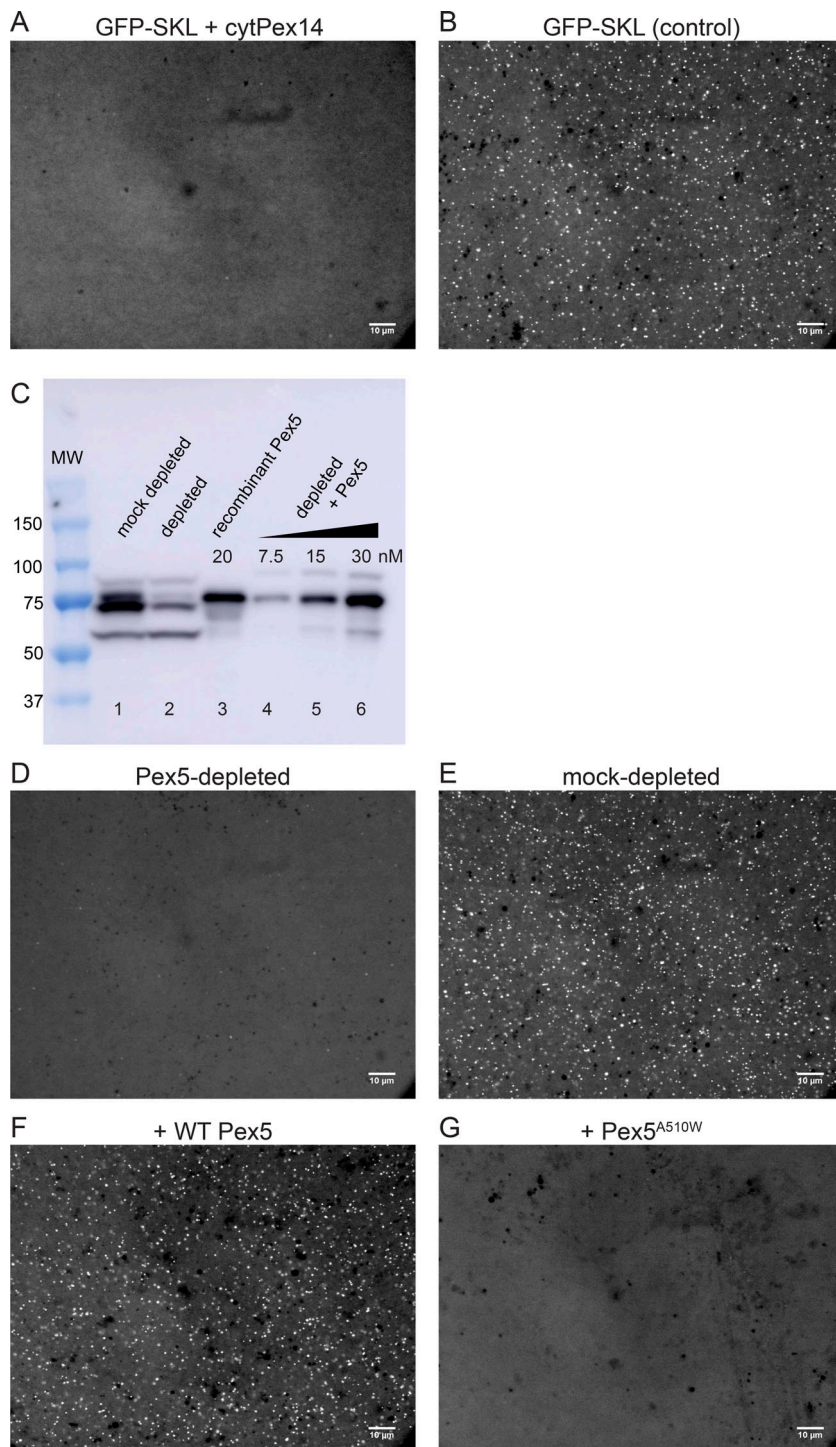 A
GFP-SKL + cytPex14
10 µm
B
GFP-SKL (control)
10 µm
C
MW
mock depleted
depleted
recombinant Pex5
depleted
+ Pex5
20 7.5 15 30 nM
150
100
75
50
37
1 2 3 4 5 6
D
Pex5-depleted
10 µm
E
mock-depleted
10 µm
F
+ WT Pex5
10 µm
G
+ Pex5ᴬ⁵¹⁰ᵂ
10 µm